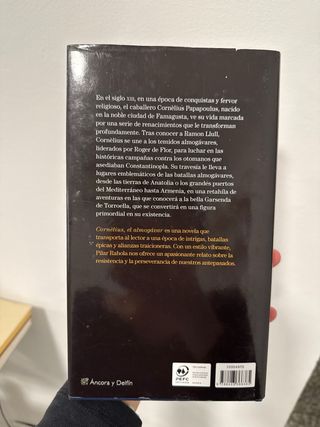 En el siglo XIII, en una época de conquistas y fervor
religioso, el caballero Cornèlius Papapoulos, nacido
en la noble ciudad de Famagusta, ve su vida marcada
por una serie de renacimientos que le transforman
profundamente. Tras conocer a Ramon Llull,
Cornèlius se une a los temidos almogávares,
liderados por Roger de Flor, para luchar en las
históricas campañas contra los otomanos que
asediaban Constantinopla. Su travesía le lleva a
lugares emblemáticos de las batallas almogávares,
desde las tierras de Anatolia o los grandes puertos
del Mediterráneo hasta Armenia, en una retahíla de
aventuras en las que conocerá a la bella Garsenda
de Torroella, que se convertirá en una figura
primordial en su existencia.
Cornèlius, el almogávar es una novela que
transporta al lector a una época de intrigas, batallas
épicas y alianzas traicioneras. Con un estilo vibrante,
Pilar Rahola nos ofrece un apasionante relato sobre la
resistencia y la perseverancia de nuestros antepasados.
Áncora y Delfín
PEFC